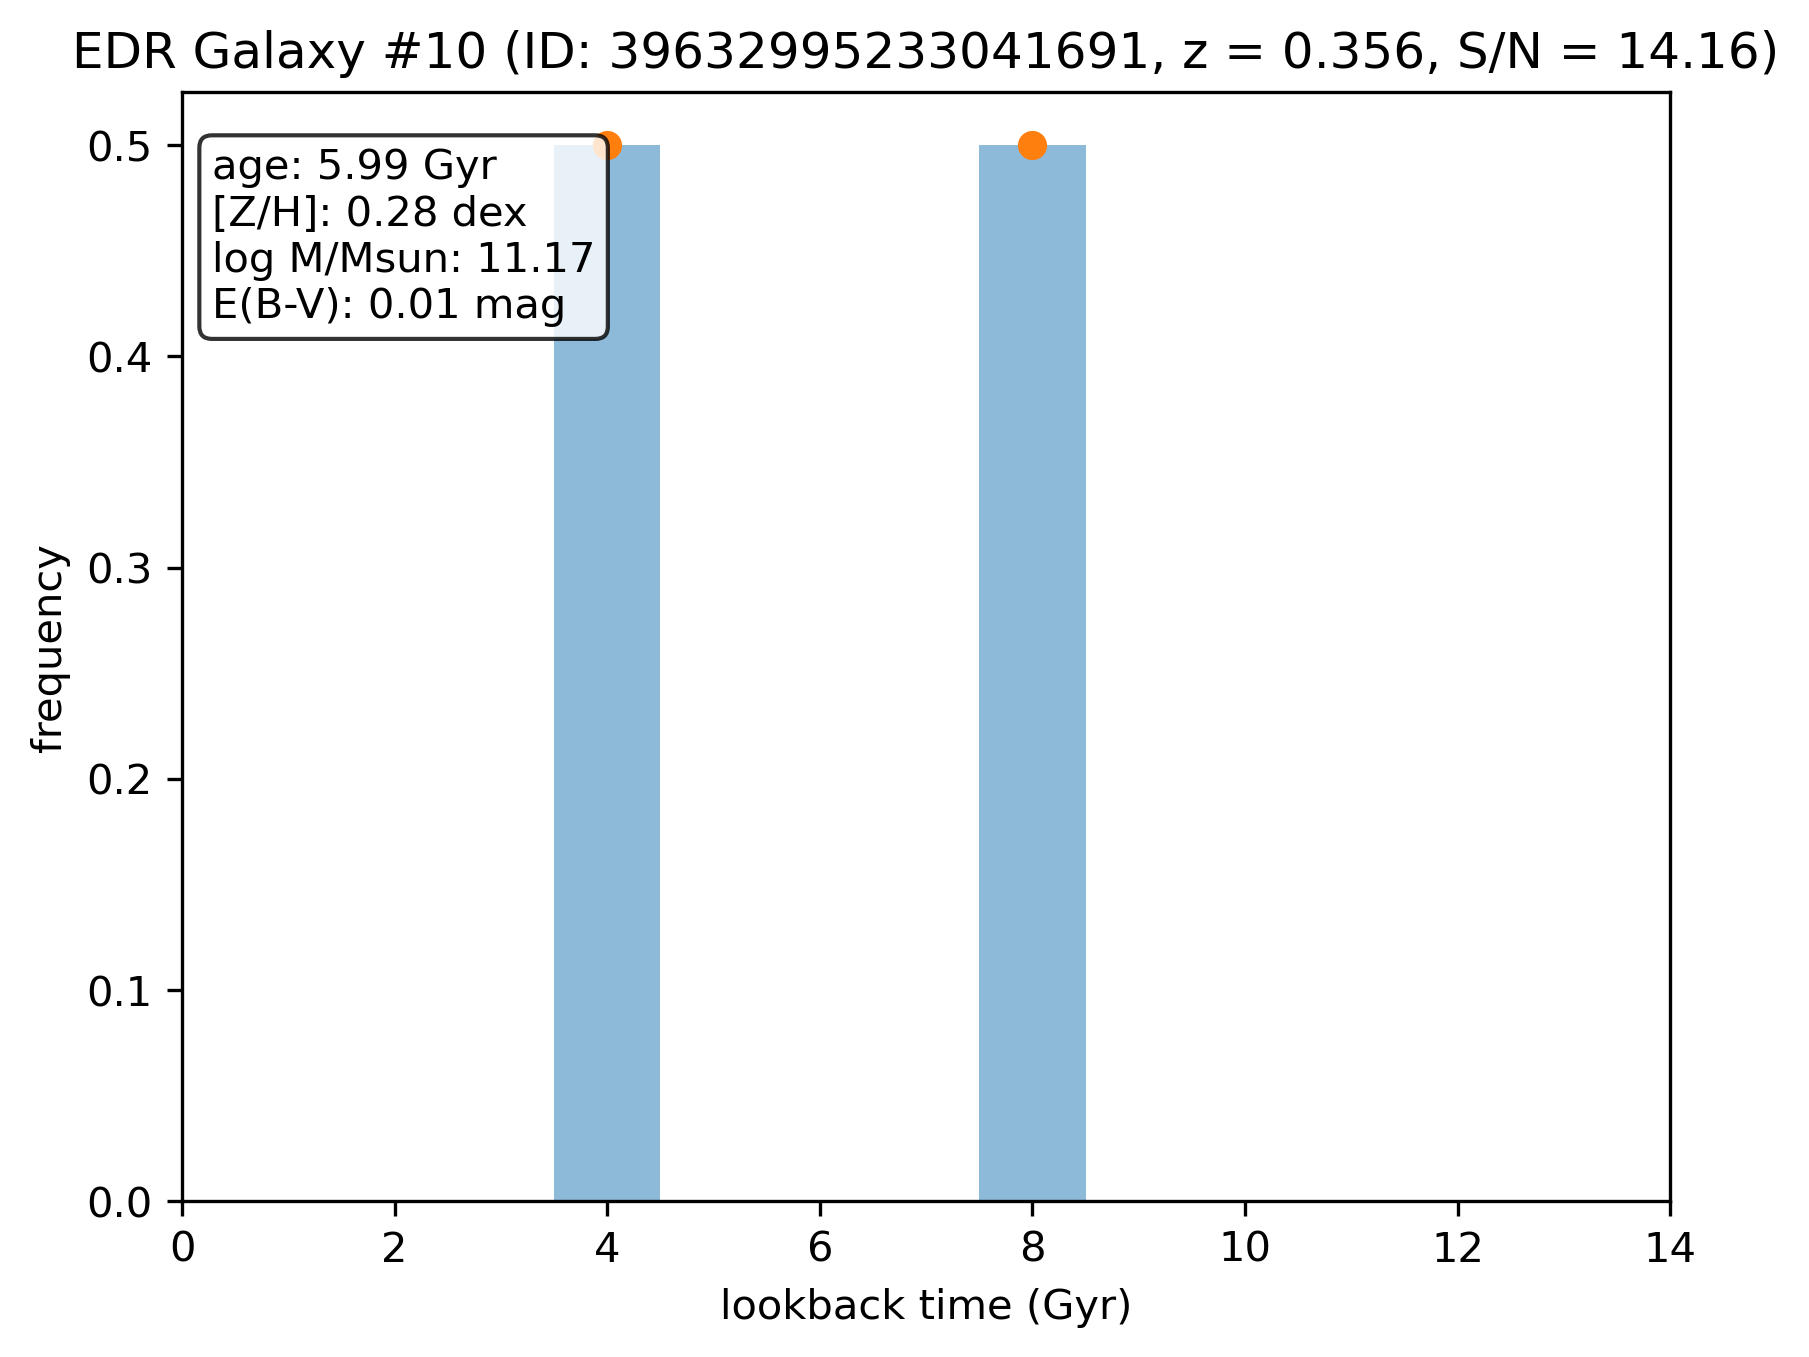 EDR Galaxy #10 (ID: 39632995233041691, z = 0.356, S/N = 14.16)
age: 5.99 Gyr
[Z/H]: 0.28 dex
log M/Msun: 11.17
E(B-V): 0.01 mag
frequency
0.5
0.4
0.3
0.2
0.1
0.0
0 2 4 6 8 10 12 14
lookback time (Gyr)